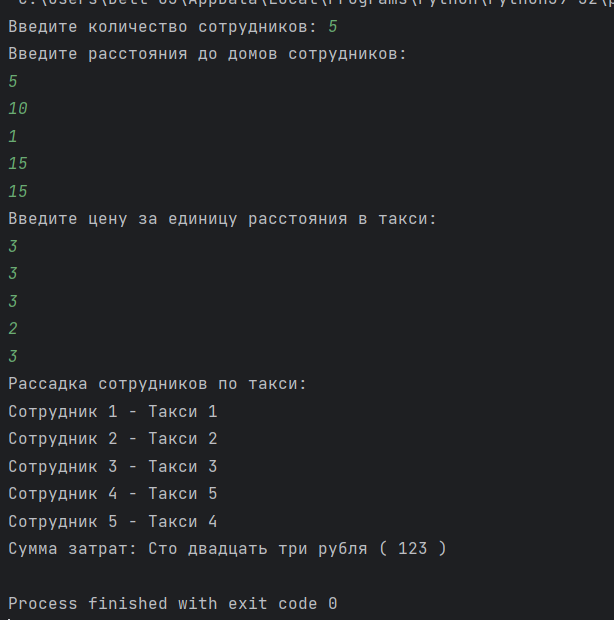 Введите количество сотрудников: 5
Введите расстояния до домов сотрудников:
5
10
1
15
15
Введите цену за единицу расстояния в такси:
3
3
3
2
3
Рассадка сотрудников по такси:
Сотрудник 1 - Такси 1
Сотрудник 2 - Такси 2
Сотрудник 3 - Такси 3
Сотрудник 4 - Такси 5
Сотрудник 5 - Такси 4
Сумма затрат: Сто двадцать три рубля ( 123 )
Process finished with exit code 0